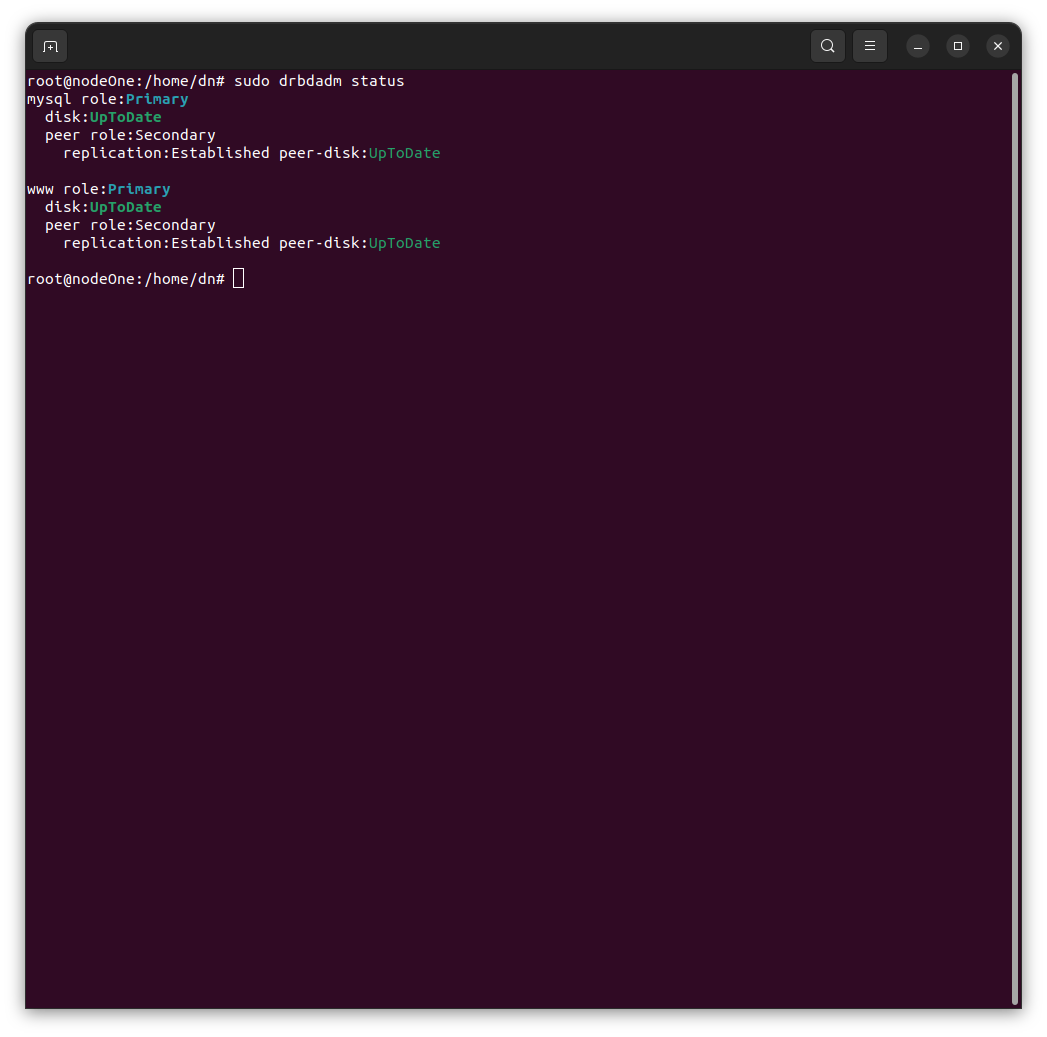 root@nodeOne:/home/dn# sudo drbdadm status
mysql role:Primary
  disk:UpToDate
  peer role:Secondary
    replication:Established peer-disk:UpToDate

www role:Primary
  disk:UpToDate
  peer role:Secondary
    replication:Established peer-disk:UpToDate

root@nodeOne:/home/dn#